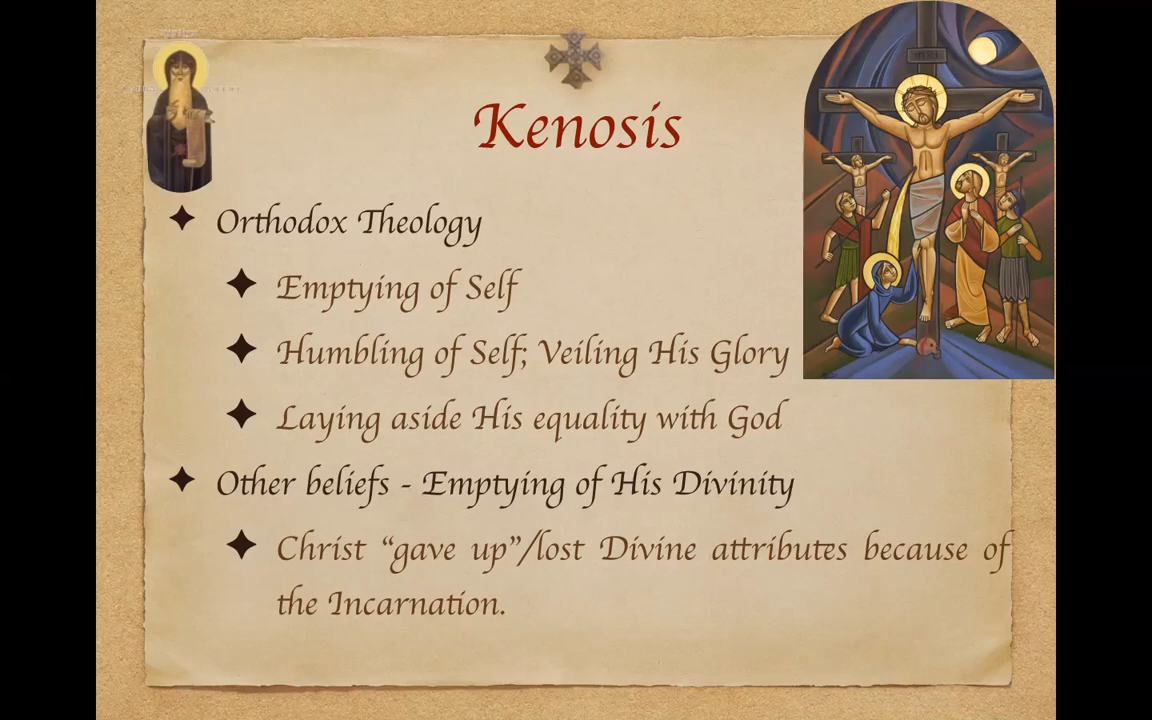 Kenosis
Orthodox Theology
Emptying of Self
Humbling of Self; Veiling His Glory
Laying aside His equality with God
Other beliefs - Emptying of His Divinity
Christ “gave up”/lost Divine attributes because of
the Incarnation.